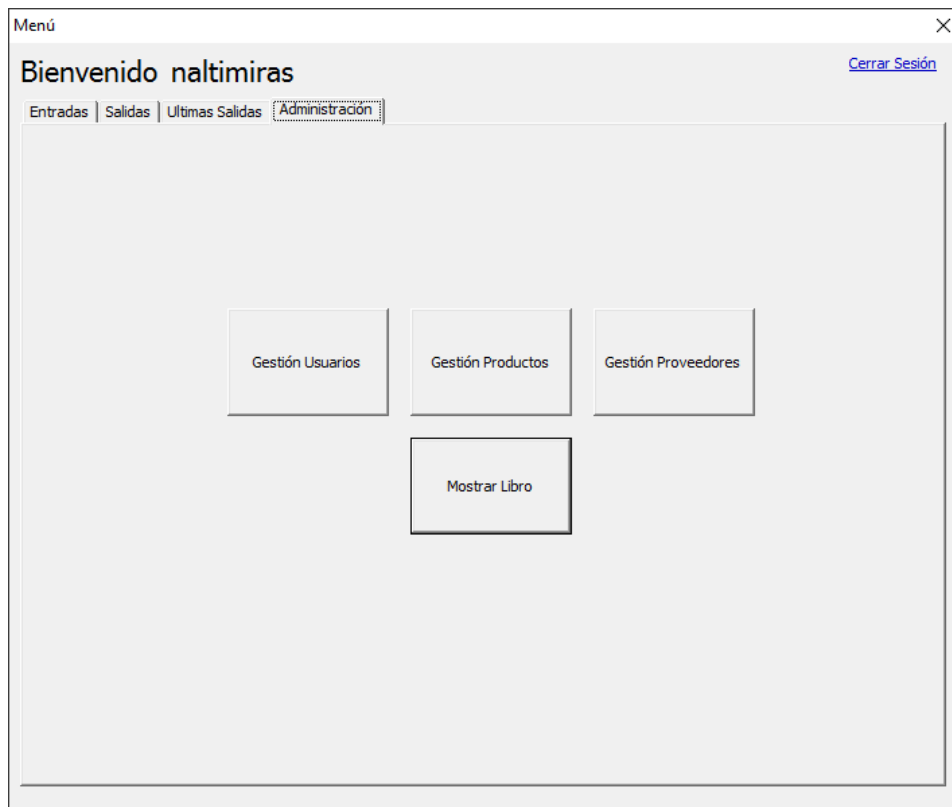 Menú
Bienvenido naltimiras
Cerrar Sesión
Entradas Salidas Ultimas Salidas Administración
Gestión Usuarios Gestión Productos Gestión Proveedores
Mostrar Libro